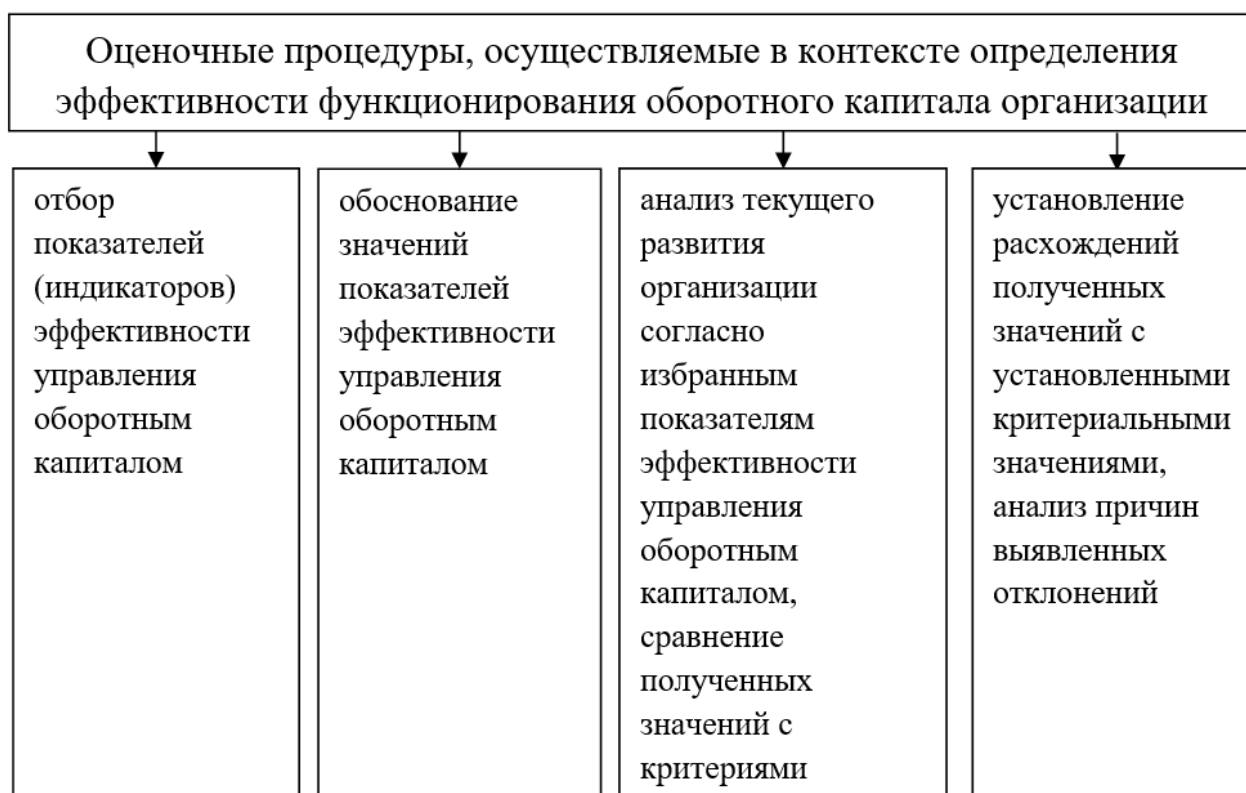 Оценочные процедуры, осуществляемые в контексте определения
эффективности функционирования оборотного капитала организации
отбор
показателей
(индикаторов)
эффективности
управления
оборотным
капиталом
обоснование
значений
показателей
эффективности
управления
оборотным
капиталом
анализ текущего
развития
организации
согласно
избранным
показателям
эффективности
управления
оборотным
капиталом,
сравнение
полученных
значений с
критериями
установление
расхождений
полученных
значений с
установленными
критериальными
значениями,
анализ причин
выявленных
отклонений